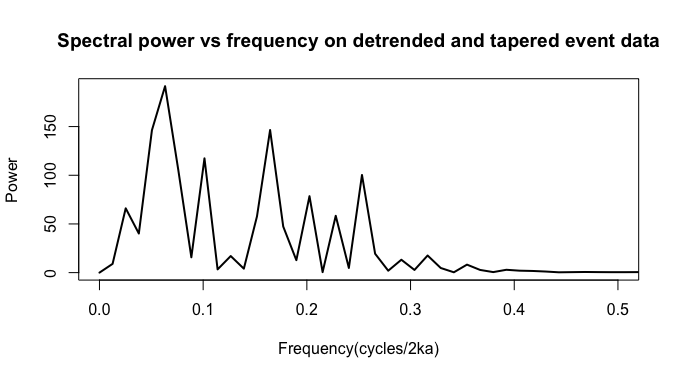 Spectral power vs frequency on detrended and tapered event data
Power
150
100
50
0
0.0 0.1 0.2 0.3 0.4 0.5
Frequency(cycles/2ka)